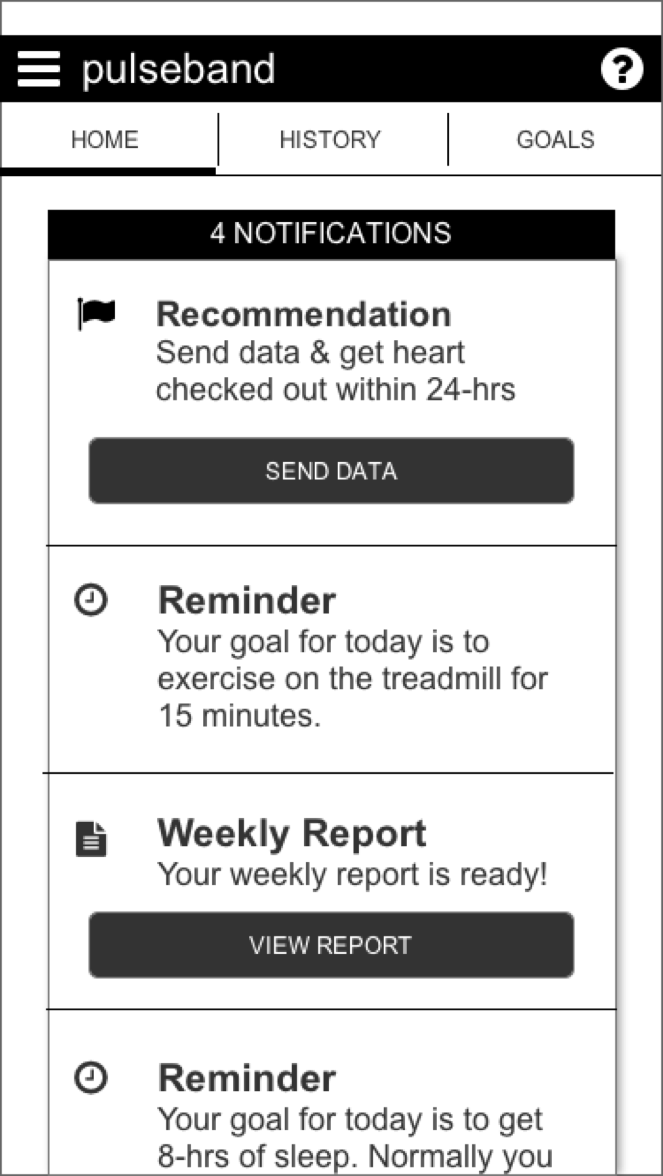 pulseband
?
HOME
HISTORY
GOALS
4 NOTIFICATIONS
Recommendation
Send data & get heart
checked out within 24-hrs
SEND DATA
Reminder
Your goal for today is to
exercise on the treadmill for
15 minutes.
Weekly Report
Your weekly report is ready!
VIEW REPORT
Reminder
Your goal for today is to get
8-hrs of sleep. Normally you